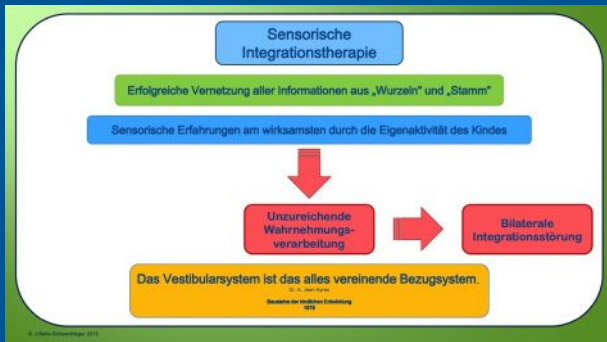 Sensorische
Integrationstherapie
Erfolgreiche Vernetzung aller Informationen aus „Wurzeln“ und „Stamm“
Sensorische Erfahrungen am wirksamsten durch die Eigenaktivität des Kindes
Unzureichende
Wahrnehmungs-
verarbeitung
Bilaterale
Integrationsstörung
Das Vestibularsystem ist das alles vereinende Bezugsystem.
Dr. A. Jean Ayres
Bausteine der kindlichen Entwicklung
1979